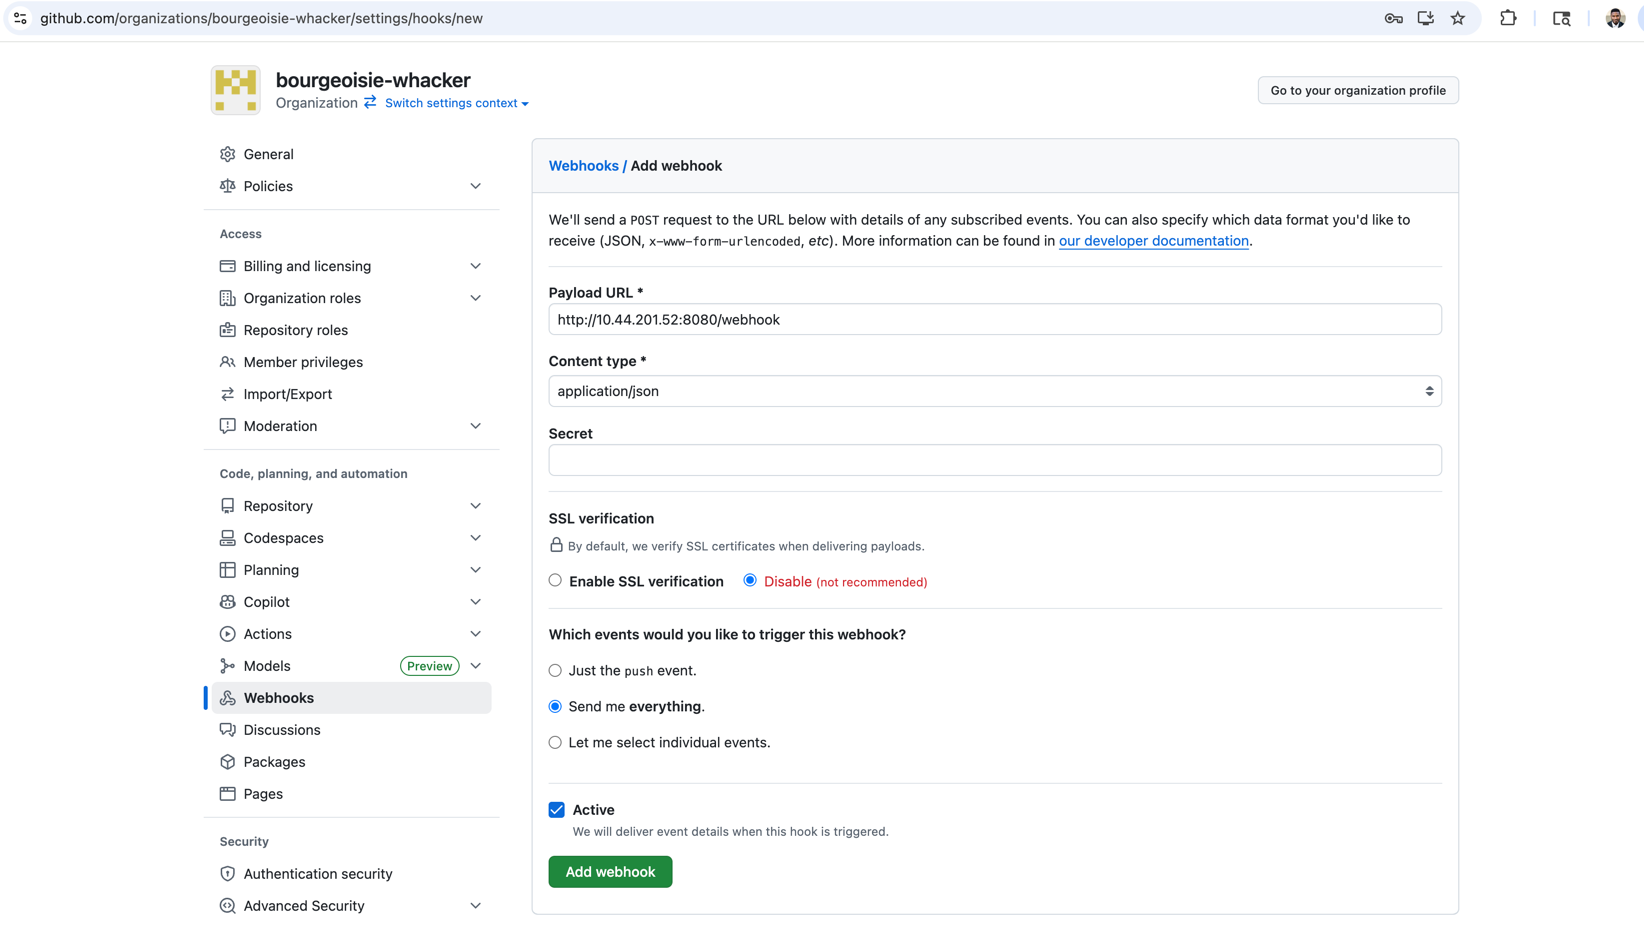 github.com/organizations/bourgeoisie-whacker/settings/hooks/new
bourgeoisie-whacker
Organization Switch settings context
Go to your organization profile
General
Policies
Access
Billing and licensing
Organization roles
Repository roles
Member privileges
Import/Export
Moderation
Code, planning, and automation
Repository
Codespaces
Planning
Copilot
Actions
Models Preview
Webhooks
Discussions
Packages
Pages
Security
Authentication security
Advanced Security
Webhooks / Add webhook
We'll send a POST request to the URL below with details of any subscribed events. You can also specify which data format you'd like to
receive (JSON, x-www-form-urlencoded, etc). More information can be found in our developer documentation.
Payload URL *
http://10.44.201.52:8080/webhook
Content type *
application/json
Secret
SSL verification
By default, we verify SSL certificates when delivering payloads.
Enable SSL verification Disable (not recommended)
Which events would you like to trigger this webhook?
Just the push event.
Send me everything.
Let me select individual events.
Active
We will deliver event details when this hook is triggered.
Add webhook